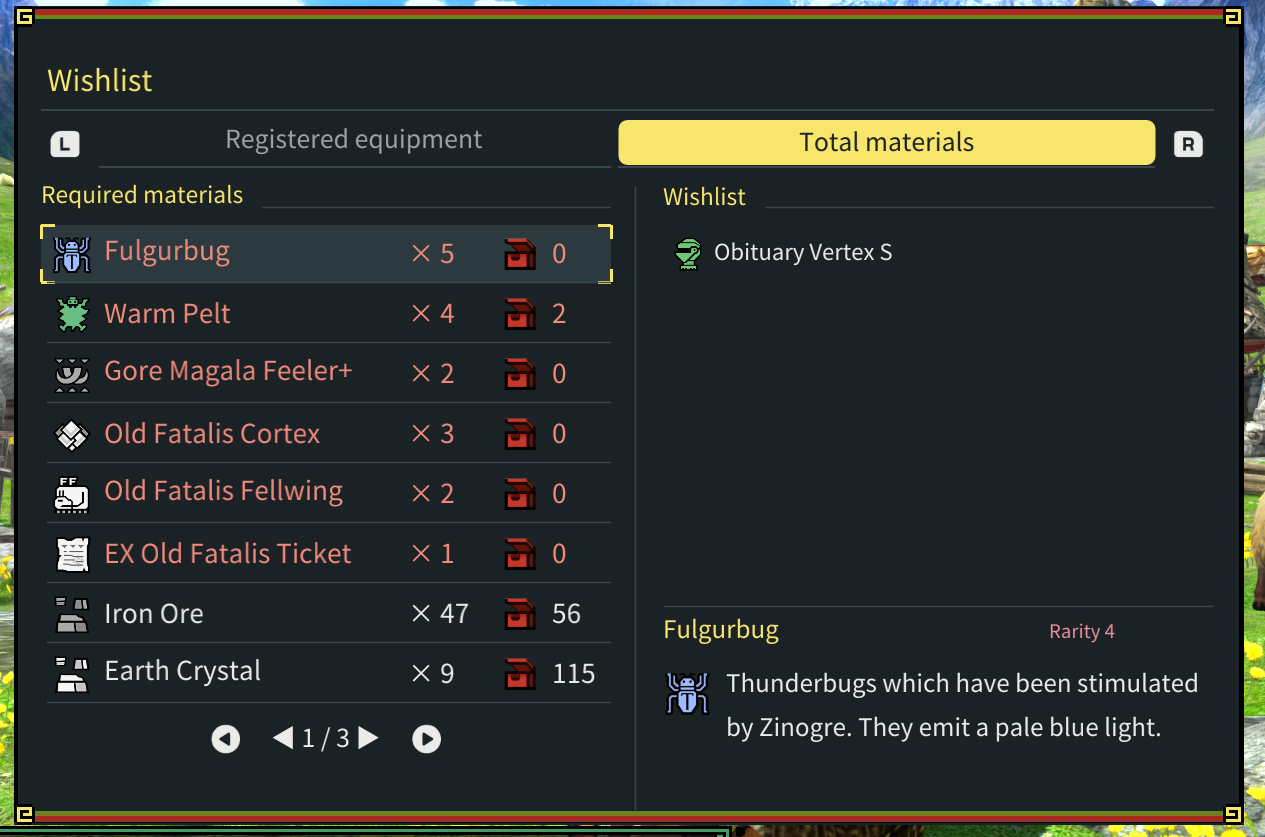 Wishlist
L
Registered equipment
Total materials
R
Required materials
Fulgurbug × 5 0
Warm Pelt × 4 2
Gore Magala Feeler+ × 2 0
Old Fatalis Cortex × 3 0
Old Fatalis Fellwing × 2 0
EX Old Fatalis Ticket × 1 0
Iron Ore × 47 56
Earth Crystal × 9 115
1 / 3
Wishlist
Obituary Vertex S
Fulgurbug Rarity 4
Thunderbugs which have been stimulated
by Zinogre. They emit a pale blue light.